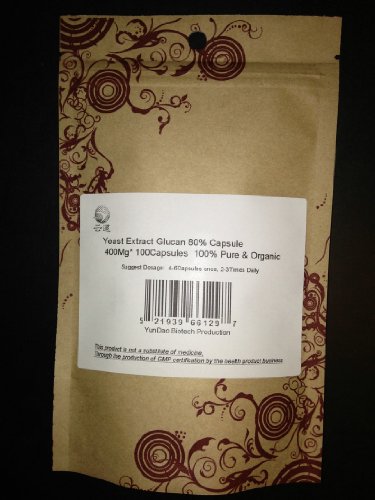 云道
Yeast Extract Glucan 80% Capsule
400Mg* 100Capsules 100% Pure & Organic
Suggest Dosage: 4-6Capsules once, 2-3Times Daily
5 21939 66129 7
YunDao Biotech Production
This product is not a substitute of medicine.
Through the production of GMP certification by the health product business